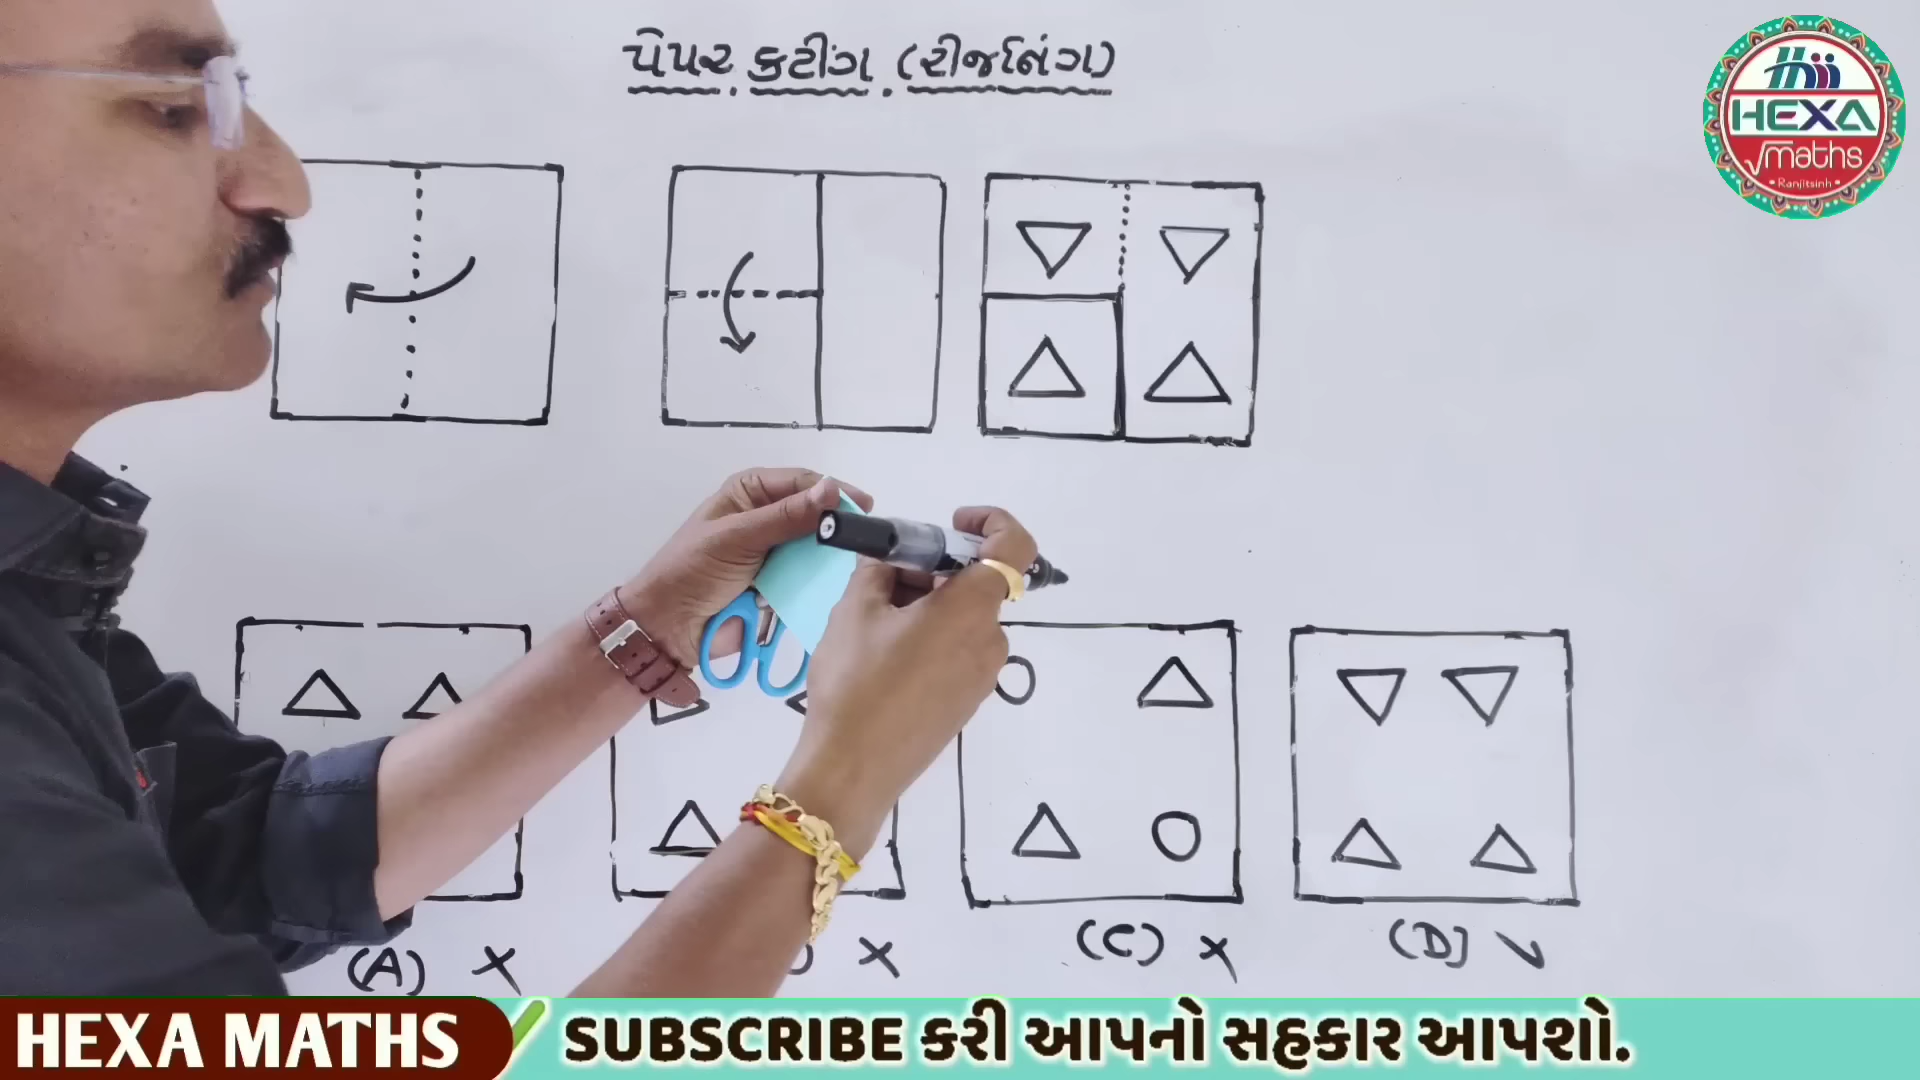 પેપર કટીંગ (રીઝનિંગ)
HEXA
maths
Ranjitsinh
(A) X
X
(C) X
(D)
HEXA MATHS
SUBSCRIBE કરી આપનો સહકાર આપશો.